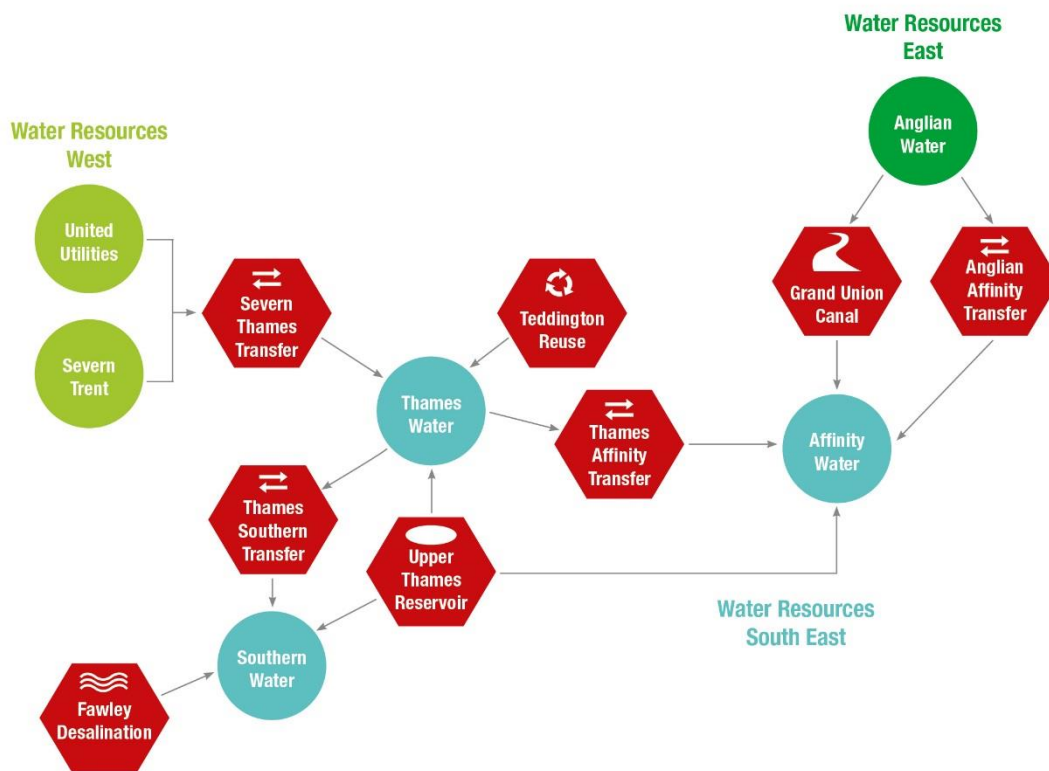 Water Resources
East
Anglian
Water
Water Resources
West
United
Utilities
Severn
Trent
Severn
Thames
Transfer
Teddington
Reuse
Grand Union
Canal
Anglian
Affinity
Transfer
Thames
Water
Thames
Affinity
Transfer
Affinity
Water
Thames
Southern
Transfer
Upper
Thames
Reservoir
Water Resources
South East
Southern
Water
Fawley
Desalination